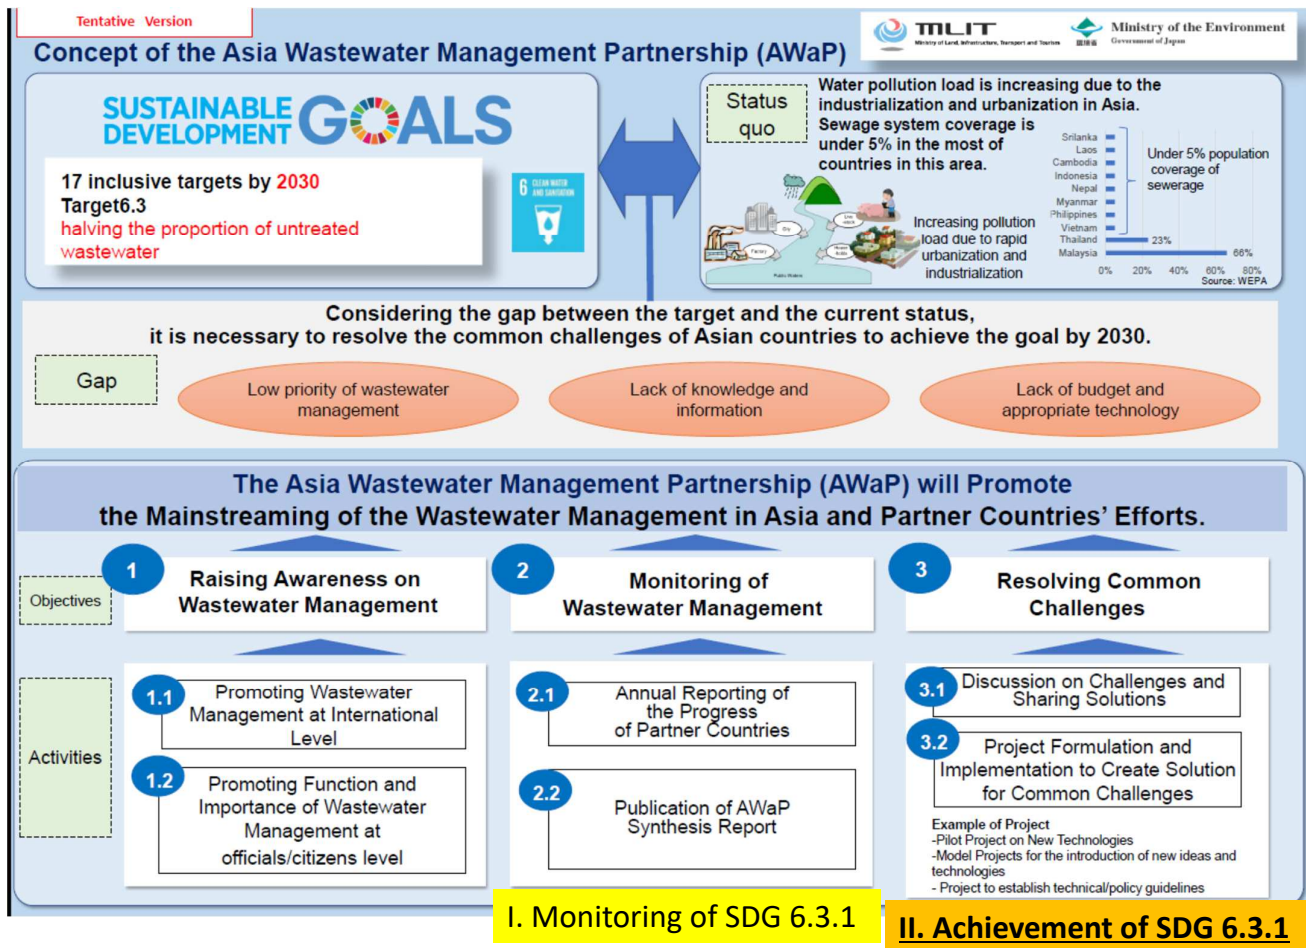 Tentative Version
MLIT
Ministry of Land, Infrastructure, Transport and Tourism
環境省
Ministry of the Environment
Government of Japan
Concept of the Asia Wastewater Management Partnership (AWaP)
SUSTAINABLE
DEVELOPMENT
GOALS
17 inclusive targets by 2030
Target6.3
halving the proportion of untreated
wastewater
6 CLEAN WATER
AND SANITATION
Status
quo
Water pollution load is increasing due to the
industrialization and urbanization in Asia.
Sewage system coverage is
under 5% in the most of
countries in this area.
City
Factory
Public Waters
Increasing pollution
load due to rapid
urbanization and
industrialization
Srilanka
Laos
Cambodia
Indonesia
Nepal
Myanmar
Philippines
Vietnam
Thailand
Malaysia
Under 5% population
coverage of
sewerage
23%
66%
0% 20% 40% 60% 80%
Source: WEPA
Considering the gap between the target and the current status,
it is necessary to resolve the common challenges of Asian countries to achieve the goal by 2030.
Gap
Low priority of wastewater
management
Lack of knowledge and
information
Lack of budget and
appropriate technology
The Asia Wastewater Management Partnership (AWaP) will Promote
the Mainstreaming of the Wastewater Management in Asia and Partner Countries’ Efforts.
Objectives
1
Raising Awareness on
Wastewater Management
2
Monitoring of
Wastewater Management
3
Resolving Common
Challenges
Activities
1.1
Promoting Wastewater
Management at International
Level
1.2
Promoting Function and
Importance of Wastewater
Management at
officials/citizens level
2.1
Annual Reporting of
the Progress
of Partner Countries
2.2
Publication of AWaP
Synthesis Report
3.1
Discussion on Challenges and
Sharing Solutions
3.2
Project Formulation and
Implementation to Create Solution
for Common Challenges
Example of Project
-Pilot Project on New Technologies
-Model Projects for the introduction of new ideas and
technologies
- Project to establish technical/policy guidelines
I. Monitoring of SDG 6.3.1
II. Achievement of SDG 6.3.1